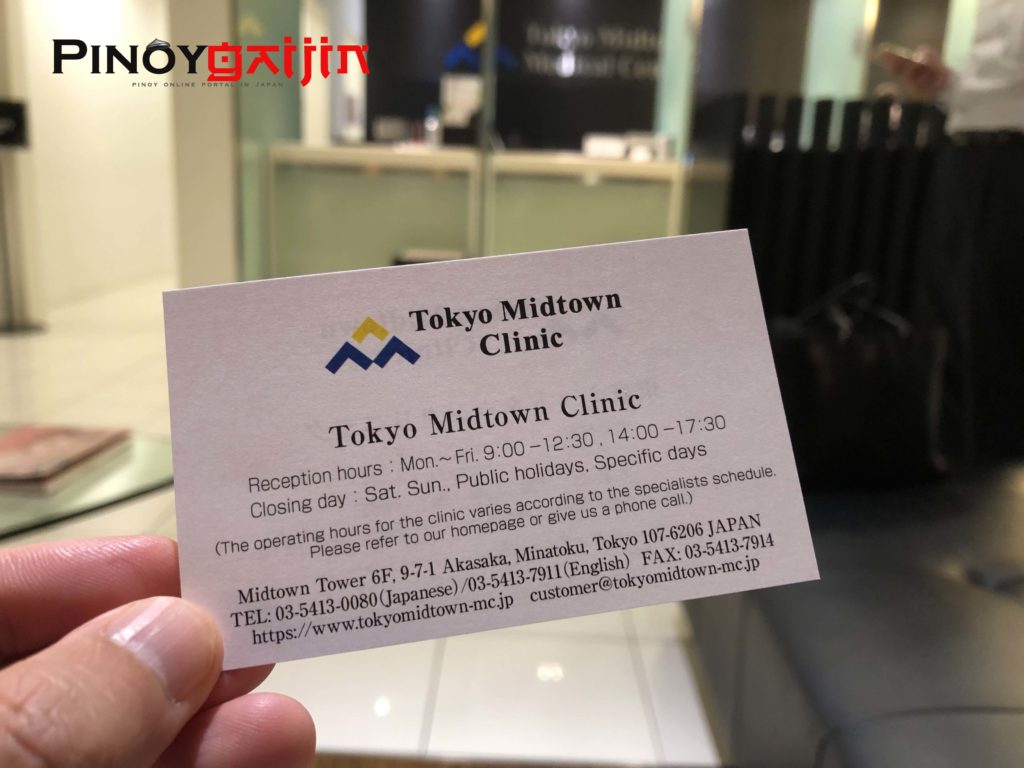 PINOYgaijin
PINOY ONLINE PORTAL IN JAPAN
Tokyo Midtown
Clinic
Tokyo Midtown Clinic
Reception hours : Mon.~Fri. 9:00–12:30 , 14:00–17:30
Closing day : Sat. Sun., Public holidays, Specific days
(The operating hours for the clinic varies according to the specialists schedule.
Please refer to our homepage or give us a phone call.)
Midtown Tower 6F, 9-7-1 Akasaka, Minatoku, Tokyo 107-6206 JAPAN
TEL: 03-5413-0080(Japanese)/03-5413-7911(English) FAX: 03-5413-7914
https://www.tokyomidtown-mc.jp customer@tokyomidtown-mc.jp